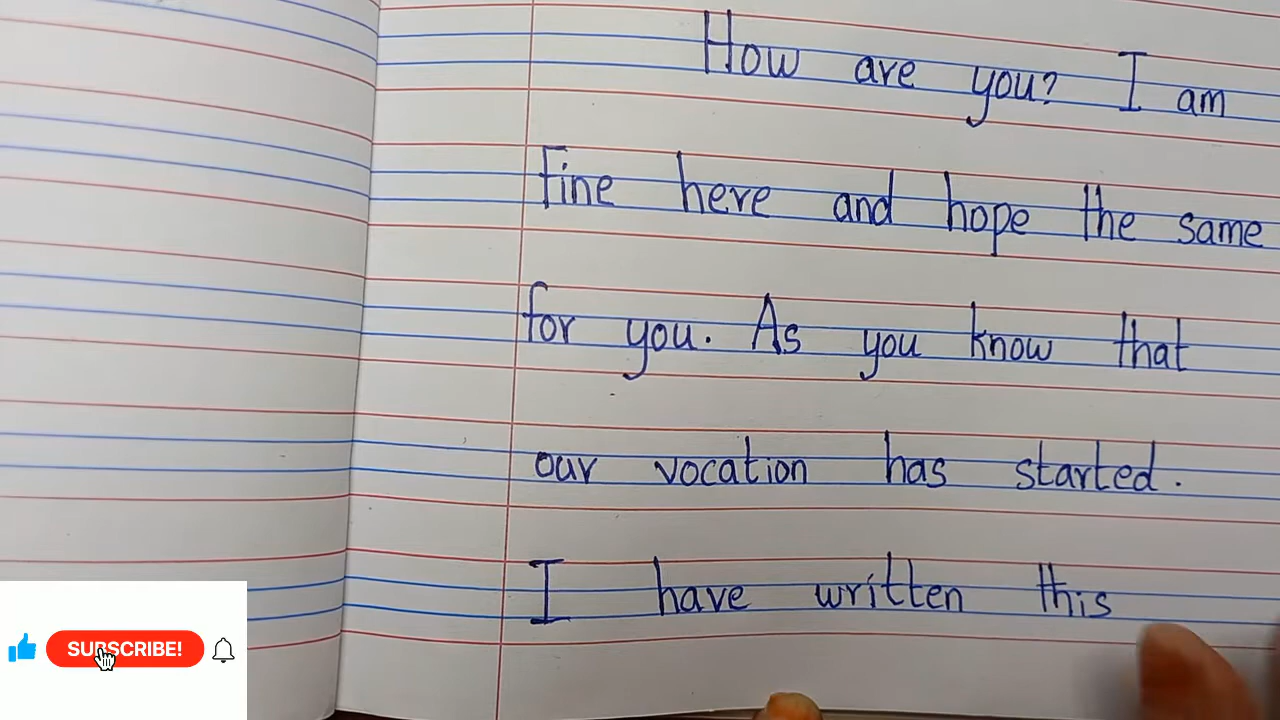 How are you? I am
fine here and hope the same
for you. As you know that
our vocation has started.
I have written this
SUBSCRIBE!